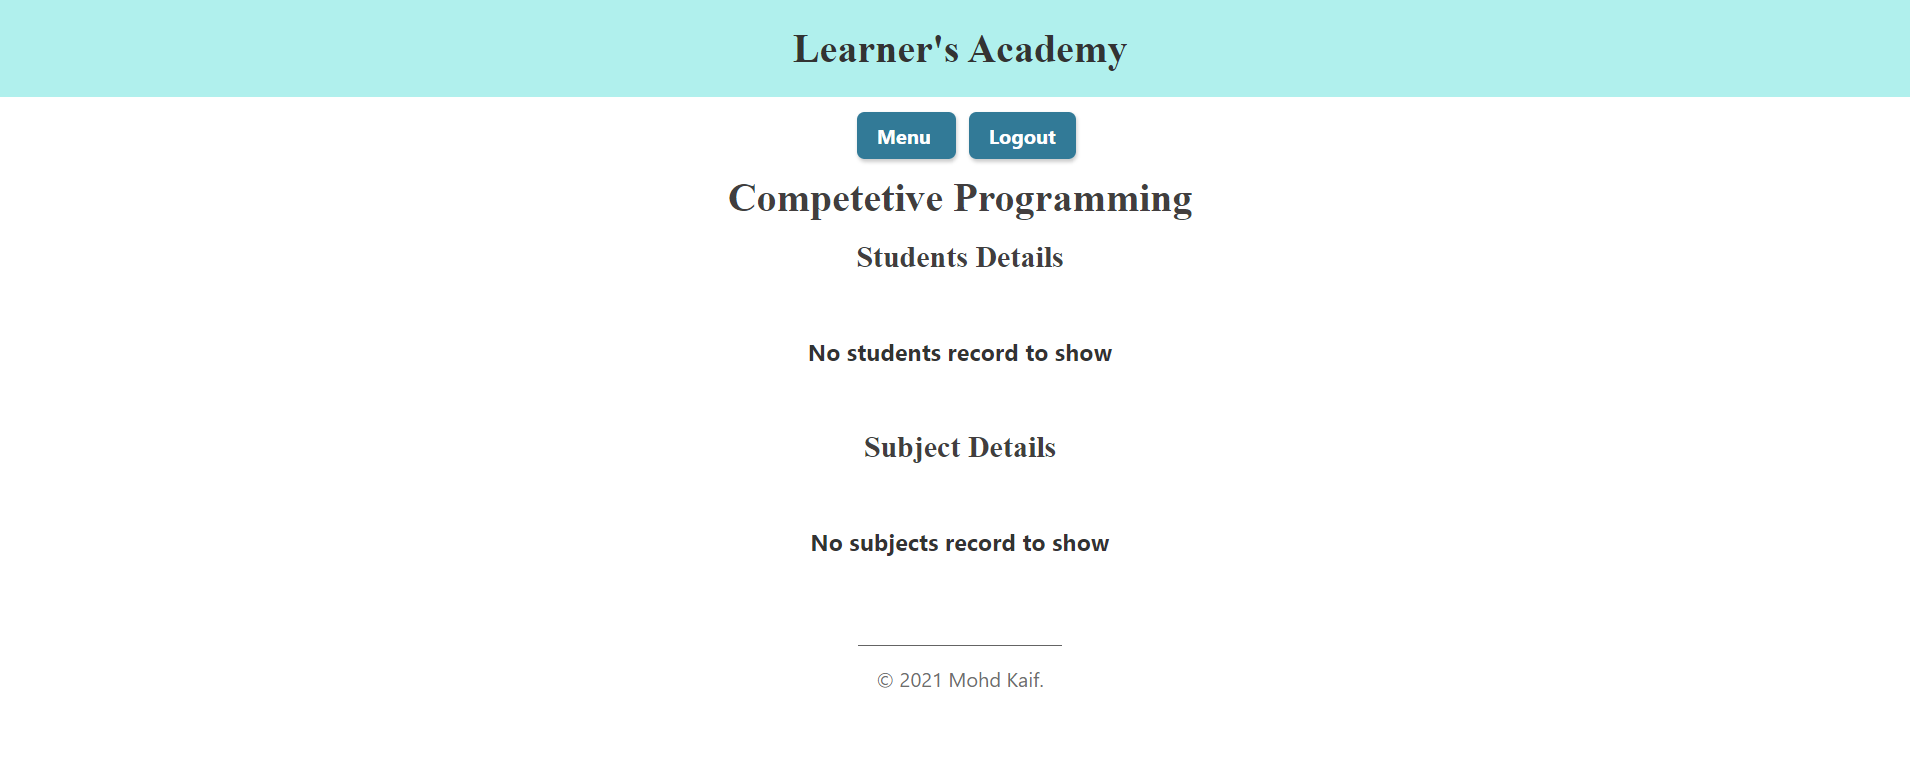 Learner's Academy
Menu Logout
Competetive Programming
Students Details
No students record to show
Subject Details
No subjects record to show
© 2021 Mohd Kaif.